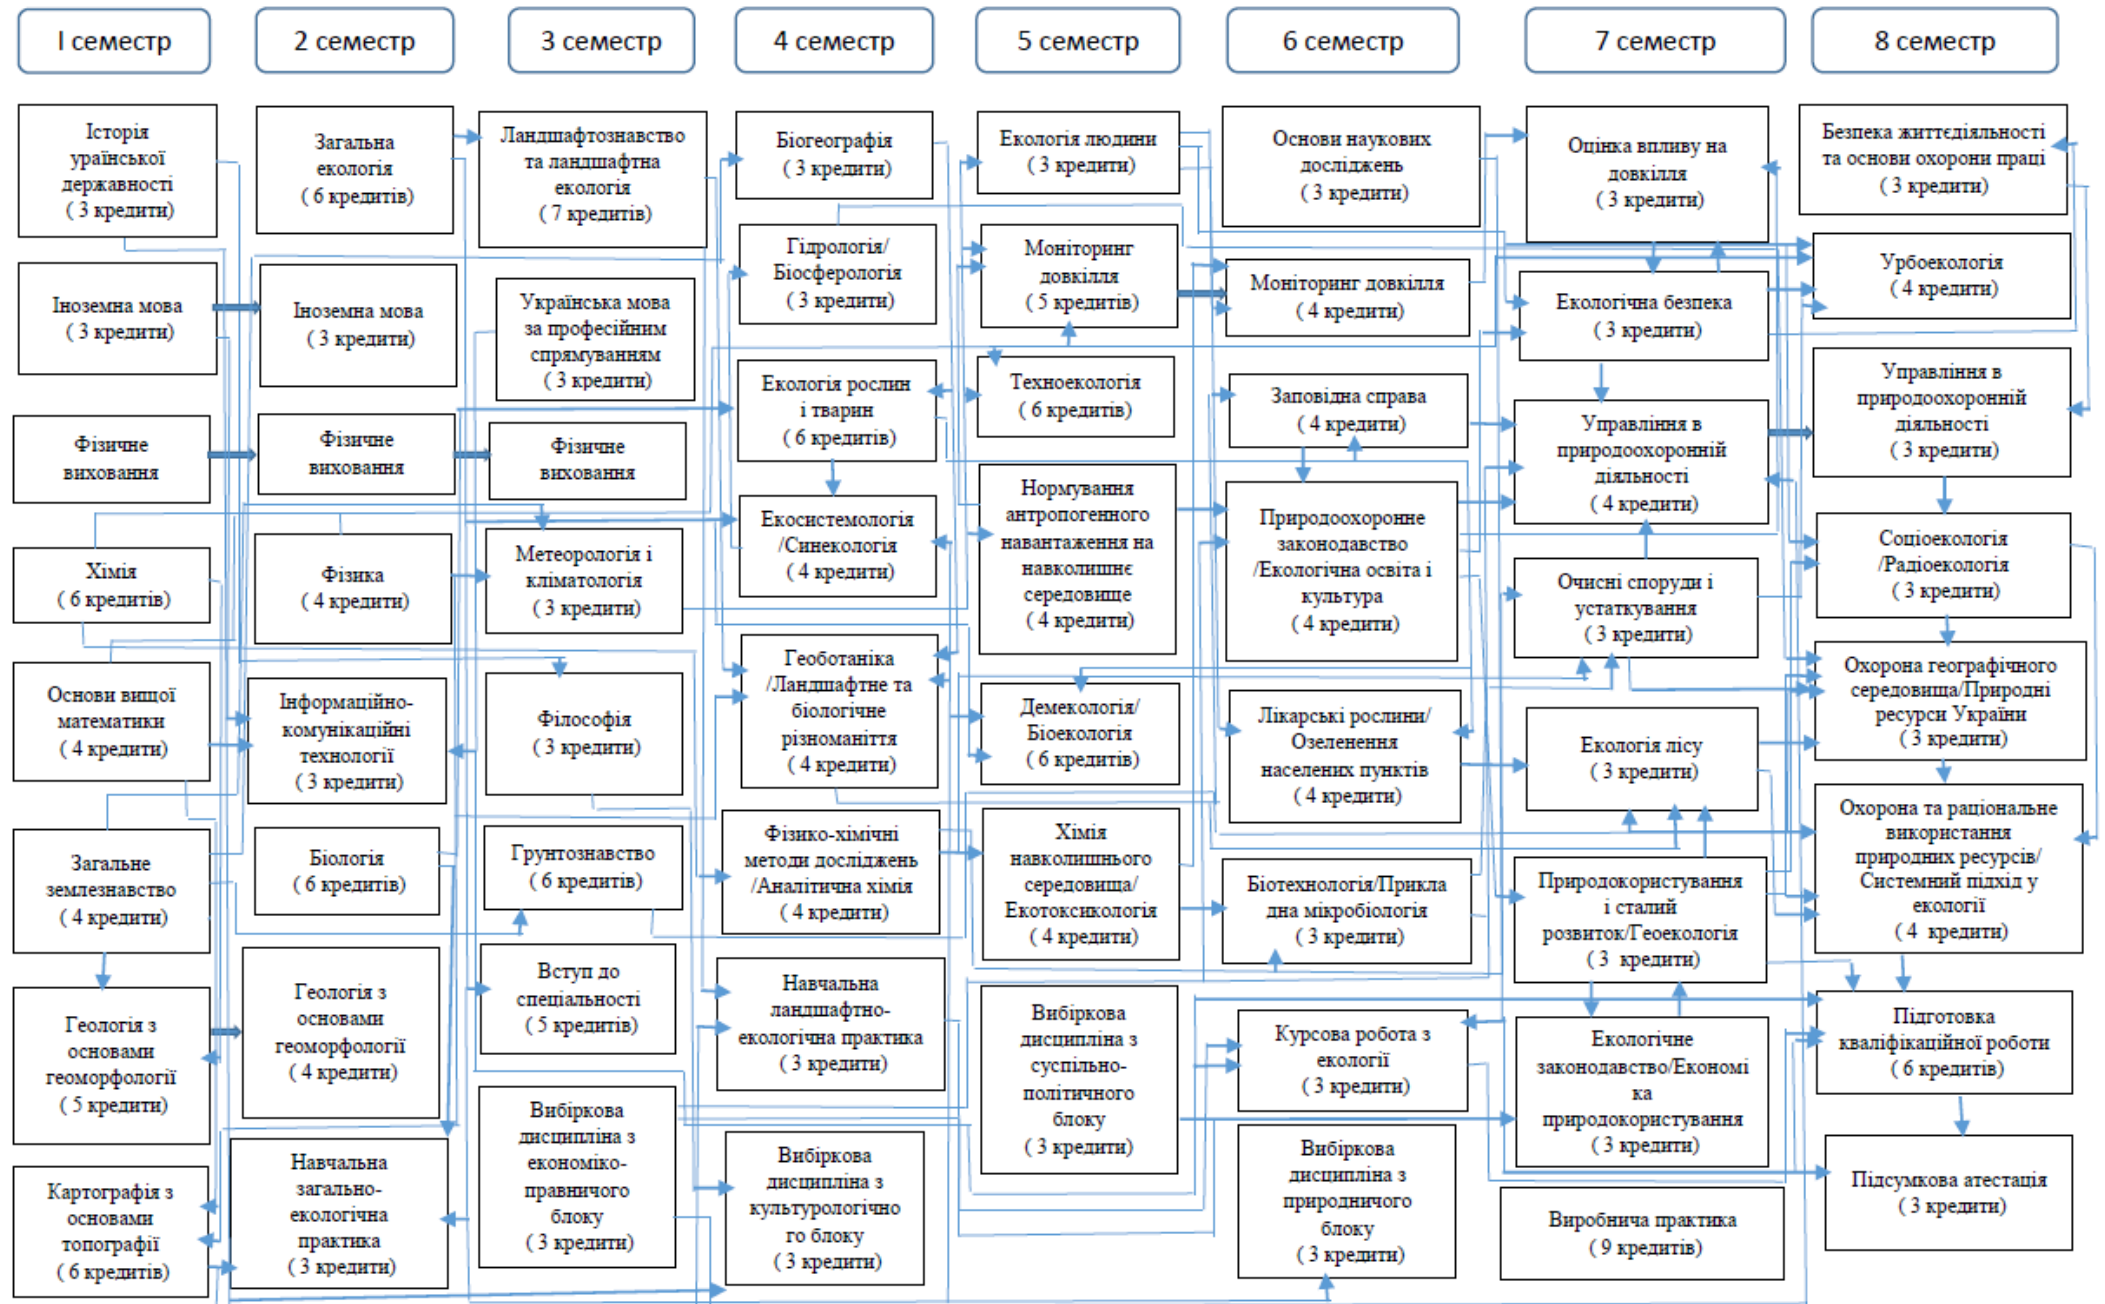 І семестр
2 семестр
3 семестр
4 семестр
5 семестр
6 семестр
7 семестр
8 семестр
Історія
ураїнської
державності
( 3 кредити)
Іноземна мова
( 3 кредити)
Фізичне
виховання
Хімія
( 6 кредитів)
Основи вищої
математики
( 4 кредити)
Загальне
землезнавство
( 4 кредити)
Геологія з
основами
геоморфології
( 5 кредити)
Картографія з
основами
топографії
( 6 кредитів)
Загальна
екологія
( 6 кредитів)
Іноземна мова
( 3 кредити)
Фізичне
виховання
Фізика
( 4 кредити)
Інформаційно-
комунікаційні
технології
( 3 кредити)
Біологія
( 6 кредитів)
Геологія з
основами
геоморфології
( 4 кредити)
Навчальна
загально-
екологічна
практика
( 3 кредити)
Ландшафтознавство
та ландшафтна
екологія
( 7 кредитів)
Українська мова
за професійним
спрямуванням
( 3 кредити)
Фізичне
виховання
Метеорологія і
кліматологія
( 3 кредити)
Філософія
( 3 кредити)
Грунтознавство
( 6 кредитів)
Вступ до
спеціальності
( 5 кредитів)
Вибіркова
дисципліна з
економіко-
правничого
блоку
( 3 кредити)
Біогеографія
( 3 кредити)
Гідрологія/
Біосферологія
( 3 кредити)
Екологія рослин
і тварин
( 6 кредитів)
Екосистемологія
/Синекологія
( 4 кредити)
Геоботаніка
/Ландшафтне та
біологічне
різноманіття
( 4 кредити)
Фізико-хімічні
методи досліджень
/Аналітична хімія
( 4 кредити)
Навчальна
ландшафтно-
екологічна практика
( 3 кредити)
Вибіркова
дисципліна з
культурологічно
го блоку
( 3 кредити)
Екологія людини
( 3 кредити)
Моніторинг
довкілля
( 5 кредитів)
Техноекологія
( 6 кредитів)
Нормування
антропогенного
навантаження на
навколишнє
середовище
( 4 кредити)
Демекологія/
Біоекологія
( 6 кредитів)
Хімія
навколишнього
середовища/
Екотоксикологія
( 4 кредити)
Вибіркова
дисципліна з
суспільно-
політичного
блоку
( 3 кредити)
Основи наукових
досліджень
( 3 кредити)
Моніторинг довкілля
( 4 кредити)
Заповідна справа
( 4 кредити)
Природоохоронне
законодавство
/Екологічна освіта і
культура
( 4 кредити)
Лікарські рослини/
Озеленення
населених пунктів
( 4 кредити)
Біотехнологія/Прикла
дна мікробіологія
( 3 кредити)
Курсова робота з
екології
( 3 кредити)
Вибіркова
дисципліна з
природничого
блоку
( 3 кредити)
Оцінка впливу на
довкілля
( 3 кредити)
Екологічна безпека
( 3 кредити)
Управління в
природоохоронній
діяльності
( 4 кредити)
Очисні споруди і
устаткування
( 3 кредити)
Екологія лісу
( 3 кредити)
Природокористування
і сталий
розвиток/Геоекологія
( 3 кредити)
Екологічне
законодавство/Економі
ка
природокористування
( 3 кредити)
Виробнича практика
( 9 кредитів)
Безпека життєдіяльності
та основи охорони праці
( 3 кредити)
Урбоекологія
( 4 кредити)
Управління в
природоохоронній
діяльності
( 3 кредити)
Соціоекологія
/Радіоекологія
( 3 кредити)
Охорона географічного
середовища/Природні
ресурси України
( 3 кредити)
Охорона та раціональне
використання
природних ресурсів/
Системний підхід у
екології
( 4 кредити)
Підготовка
кваліфікаційної роботи
( 6 кредитів)
Підсумкова атестація
( 3 кредити)